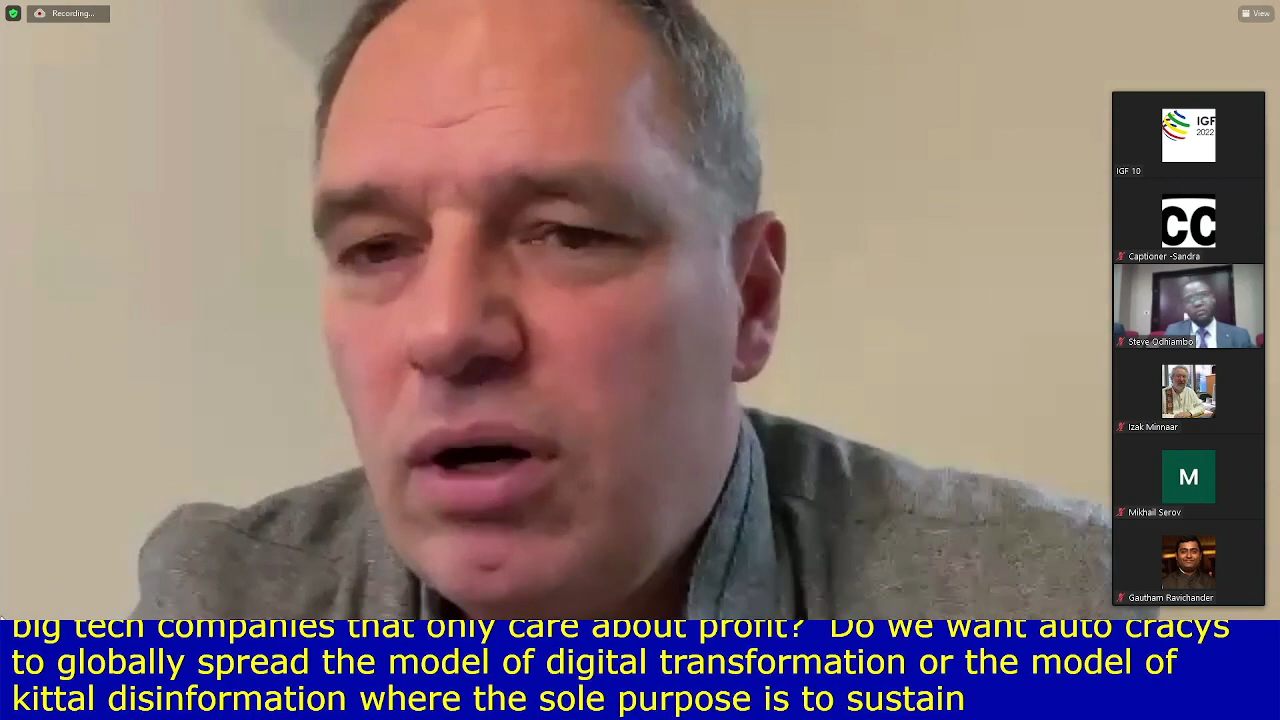 Recording...
View
IGF
2022
IGF 10
CC
Captioner -Sandra
Steve Odhiambo
Izak Minnaar
M
Mikhail Serov
Gautham Ravichander
big tech companies that only care about profit?  Do we want auto cracys
to globally spread the model of digital transformation or the model of
kittal disinformation where the sole purpose is to sustain